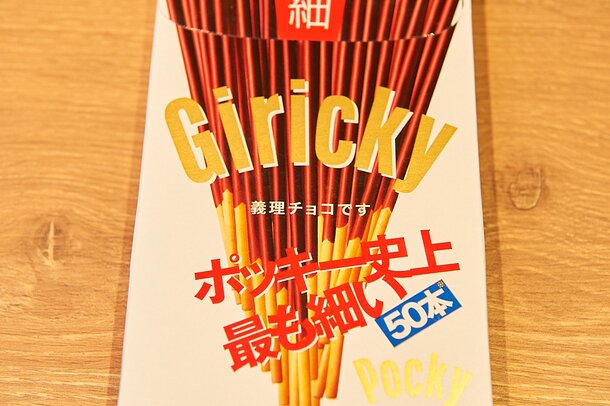 細
Giricky
義理チョコです
ポッキー史上
最も細い
50本※
Pocky